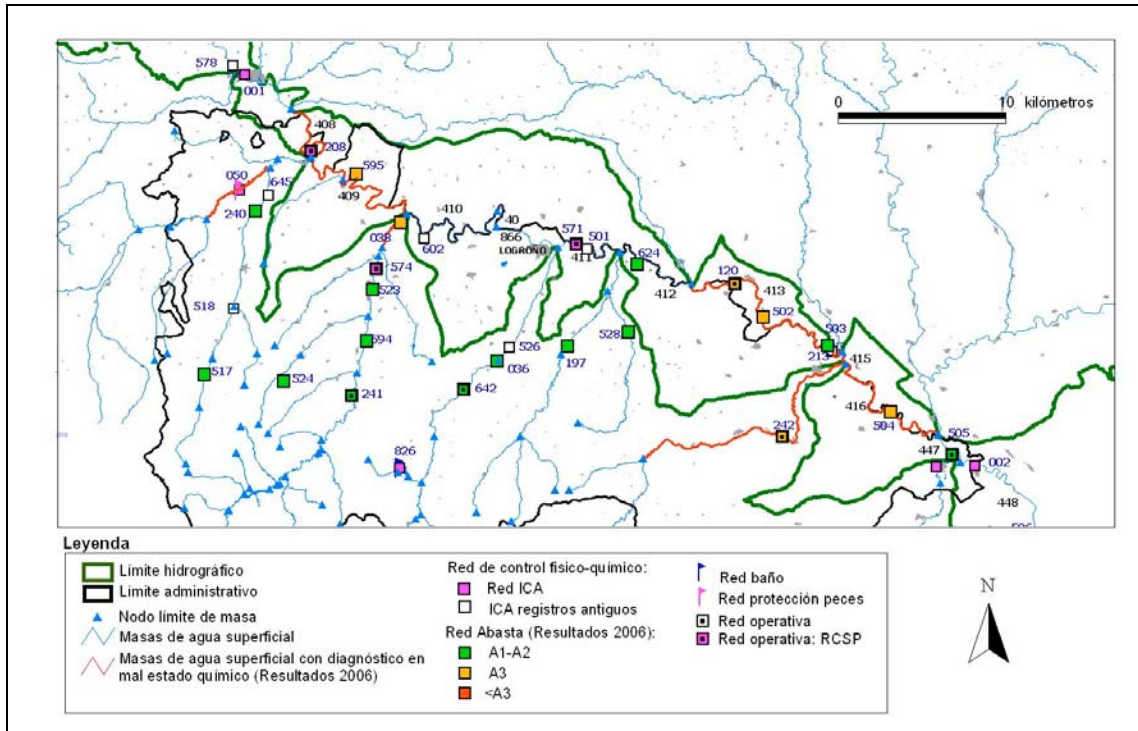 578
001
0 10 kilómetros
408
208
050
645
595
240
409
410
40
038
602
866
LOGROÑO
571
501
411
624
574
523
412
120
413
518
502
593
694
526
528
213
415
517
524
036
197
241
642
416
594
242
826
505
447
002
448
Leyenda
Límite hidrográfico
Límite administrativo
Nodo límite de masa
Masas de agua superficial
Masas de agua superficial con diagnóstico en
mal estado químico (Resultados 2006)
Red de control fisico-químico:
Red ICA
ICA registros antiguos
Red Abasta (Resultados 2006):
A1-A2
A3
<A3
Red baño
Red protección peces
Red operativa
Red operativa: RCSP
N